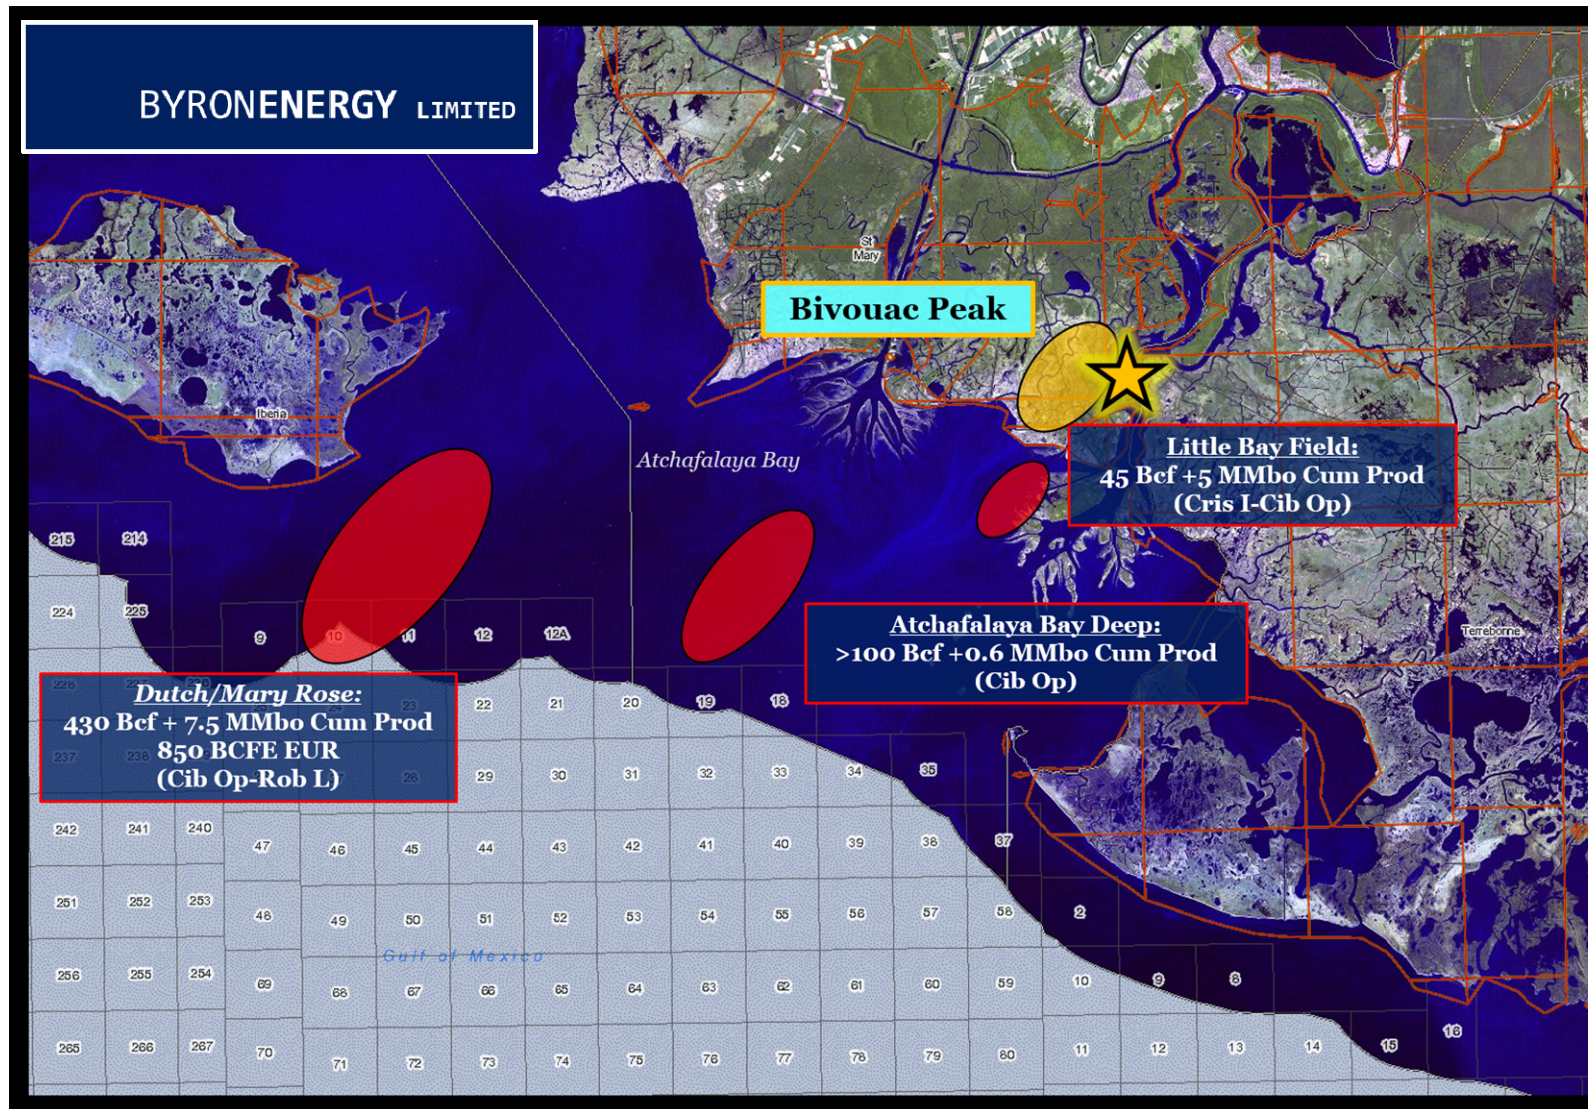 BYRONENERGY LIMITED
St
Mary
Bivouac Peak
Iberia
Atchafalaya Bay
Little Bay Field:
45 Bcf +5 MMbo Cum Prod
(Cris I-Cib Op)
215 214
224 225
9 10 11 12 12A
Atchafalaya Bay Deep:
>100 Bcf +0.6 MMbo Cum Prod
(Cib Op)
Terrebonne
Dutch/Mary Rose:
430 Bcf + 7.5 MMbo Cum Prod
850 BCFE EUR
(Cib Op-Rob L)
226
24 23 22 21 20 19 18
237 238
28 29 30 31 32 33 34 35
242 241 240 47 46 45 44 43 42 41 40 39 38 37
251 252 253 48 49 50 51 52 53 54 55 56 57 58 2
Gulf of Mexico
256 255 254 69 68 67 66 65 64 63 62 61 60 59 10 9 8
265 266 267 70 71 72 73 74 75 76 77 78 79 80 11 12 13 14 15 16